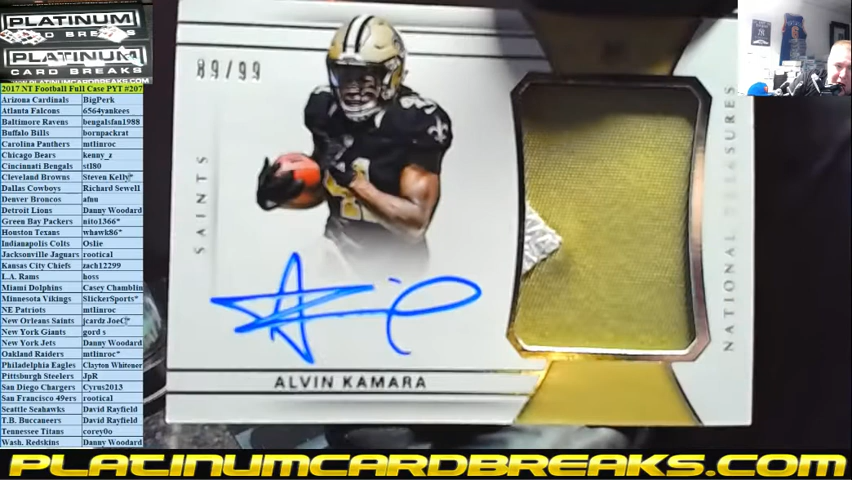 PLATINUM
CARD BREAKS
PLATINUM
CARD BREAKS
2017 NT Football Full Case PYT #207
Arizona Cardinals BigPerk
Atlanta Falcons 6564yankees
Baltimore Ravens bengalsfan1988
Buffalo Bills bornpackrat
Carolina Panthers mtlinroc
Chicago Bears kenny_z
Cincinnati Bengals stl80
Cleveland Browns Steven Kelly*
Dallas Cowboys Richard Sewell
Denver Broncos afnu
Detroit Lions Danny Woodard
Green Bay Packers nito1366*
Houston Texans whawk86*
Indianapolis Colts Oslie
Jacksonville Jaguars rootical
Kansas City Chiefs zach12299
L.A. Rams hoss
Miami Dolphins Casey Chamblin
Minnesota Vikings SlickerSports*
NE Patriots mtlinroc
New Orleans Saints jcardz JoeC*
New York Giants gord s
New York Jets Danny Woodard
Oakland Raiders mtlinroc*
Philadelphia Eagles Clayton Whitener
Pittsburgh Steelers JpR
San Diego Chargers Cyrus2013
San Francisco 49ers rootical
Seattle Seahawks David Rayfield
T.B. Buccaneers David Rayfield
Tennessee Titans corey0o
Wash. Redskins Danny Woodard
89/99
SAINTS
41
ALVIN KAMARA
NATIONAL TREASURES
PLATINUMCARDBREAKS.COM